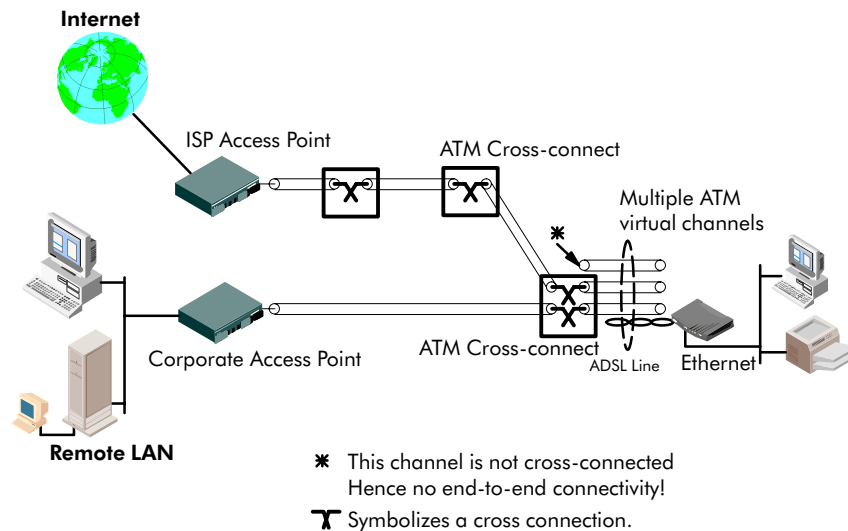 Internet
ISP Access Point
ATM Cross-connect
Multiple ATM
virtual channels
*
Corporate Access Point
ATM Cross-connect
ADSL Line
Ethernet
Remote LAN
* This channel is not cross-connected
Hence no end-to-end connectivity!
Symbolizes a cross connection.